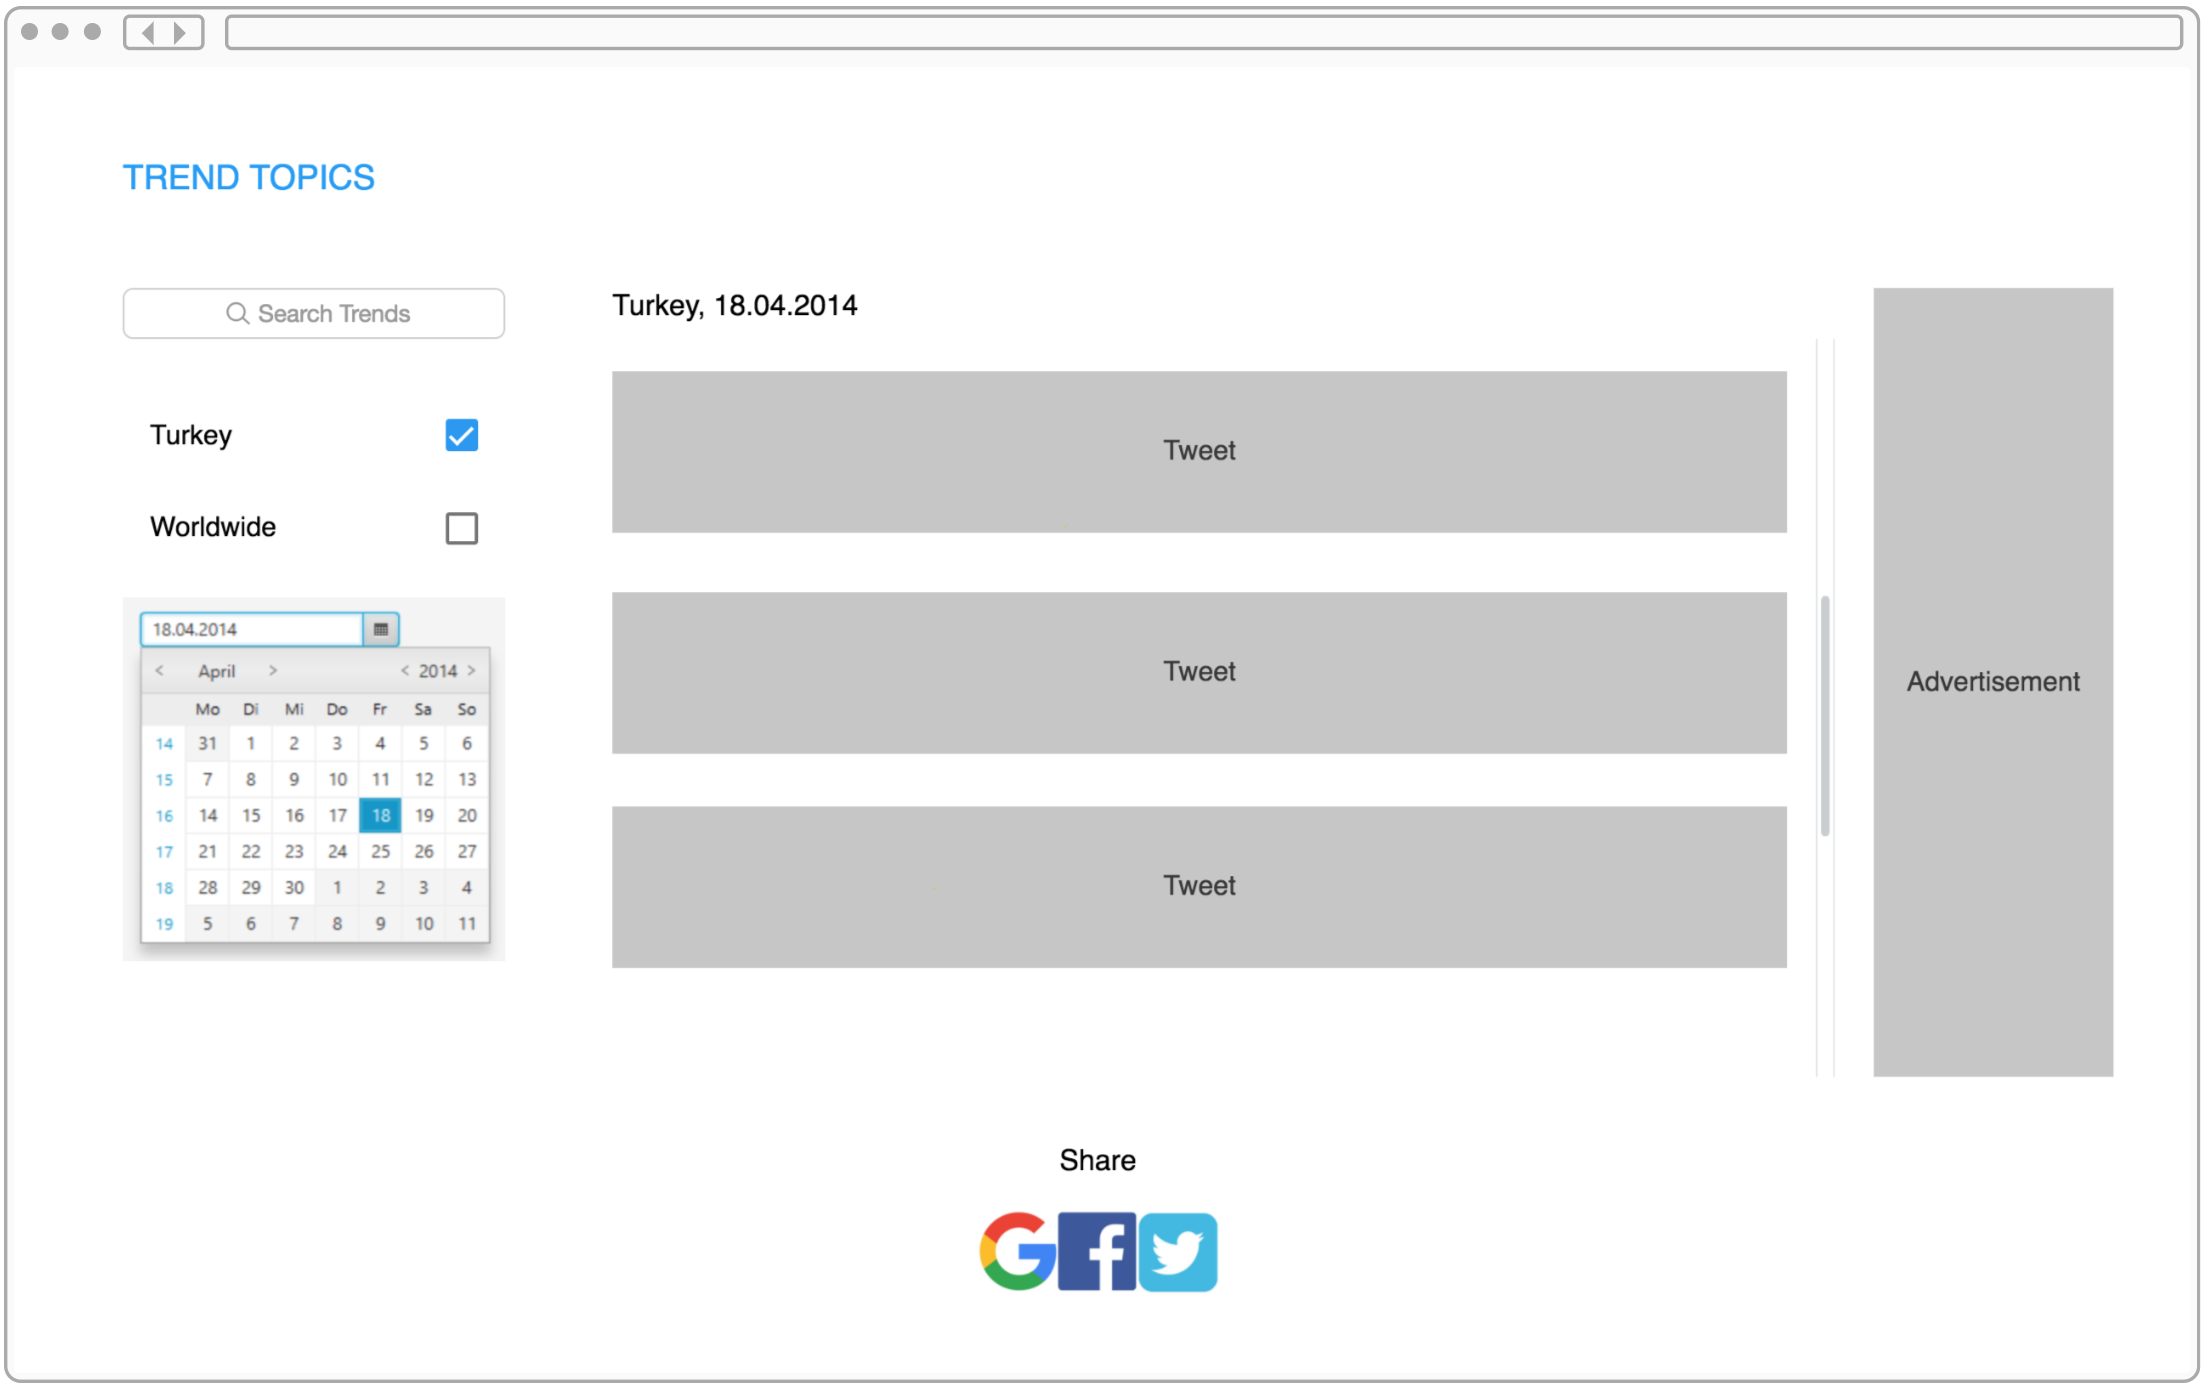 TREND TOPICS
Search Trends
Turkey
Worldwide
18.04.2014
< April > < 2014 >
Mo Di Mi Do Fr Sa So
14 31 1 2 3 4 5 6
15 7 8 9 10 11 12 13
16 14 15 16 17 18 19 20
17 21 22 23 24 25 26 27
18 28 29 30 1 2 3 4
19 5 6 7 8 9 10 11
Turkey, 18.04.2014
Tweet
Tweet
Tweet
Advertisement
Share